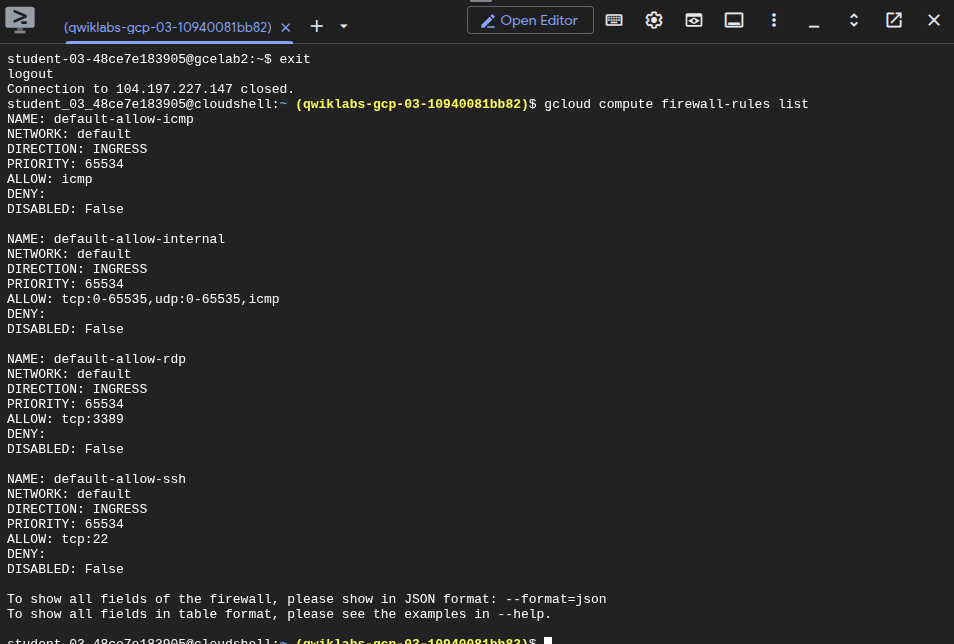 (qwiklabs-gcp-03-10940081bb82)
Open Editor
student-03-48ce7e183905@gcelab2:~$ exit
logout
Connection to 104.197.227.147 closed.
student_03_48ce7e183905@cloudshell:~ (qwiklabs-gcp-03-10940081bb82)$ gcloud compute firewall-rules list
NAME: default-allow-icmp
NETWORK: default
DIRECTION: INGRESS
PRIORITY: 65534
ALLOW: icmp
DENY:
DISABLED: False
NAME: default-allow-internal
NETWORK: default
DIRECTION: INGRESS
PRIORITY: 65534
ALLOW: tcp:0-65535,udp:0-65535,icmp
DENY:
DISABLED: False
NAME: default-allow-rdp
NETWORK: default
DIRECTION: INGRESS
PRIORITY: 65534
ALLOW: tcp:3389
DENY:
DISABLED: False
NAME: default-allow-ssh
NETWORK: default
DIRECTION: INGRESS
PRIORITY: 65534
ALLOW: tcp:22
DENY:
DISABLED: False
To show all fields of the firewall, please show in JSON format: --format=json
To show all fields in table format, please see the examples in --help.
student_03_48ce7e183905@cloudshell:~ (qwiklabs-gcp-03-10940081bb82)$